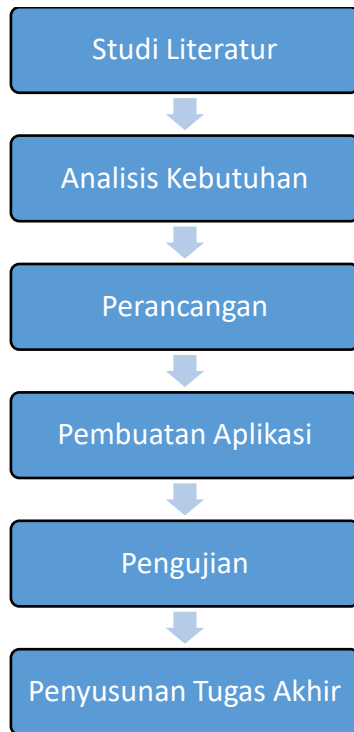 Studi Literatur
Analisis Kebutuhan
Perancangan
Pembuatan Aplikasi
Pengujian
Penyusunan Tugas Akhir